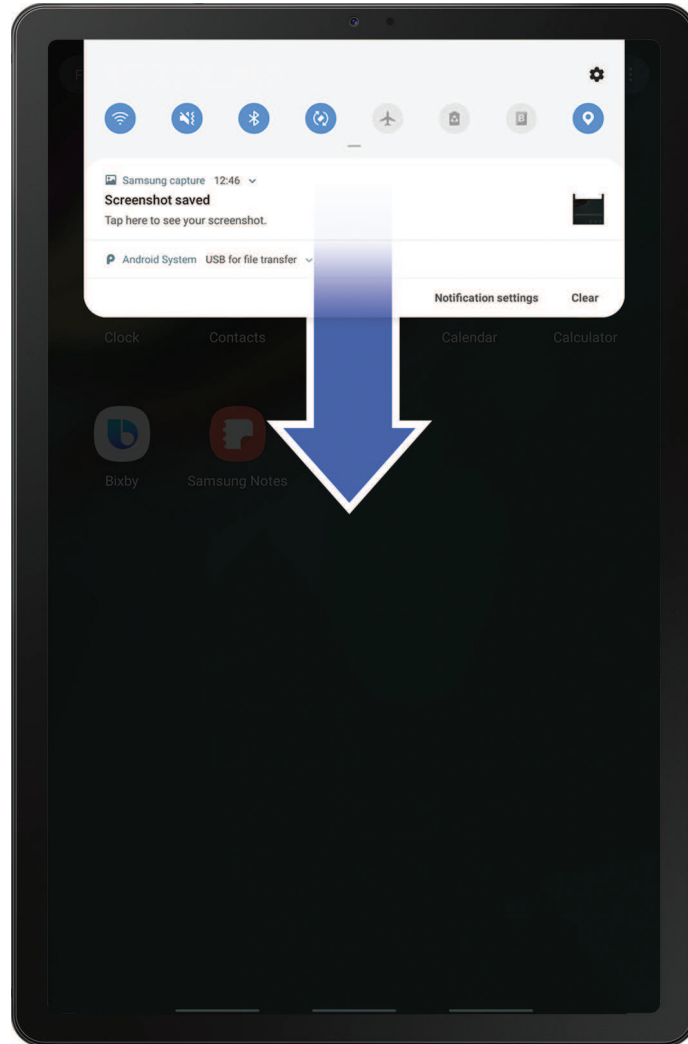 F
Samsung capture 12:46
Screenshot saved
Tap here to see your screenshot.
Android System USB for file transfer
Notification settings Clear
Clock Contacts Calendar Calculator
Bixby Samsung Notes